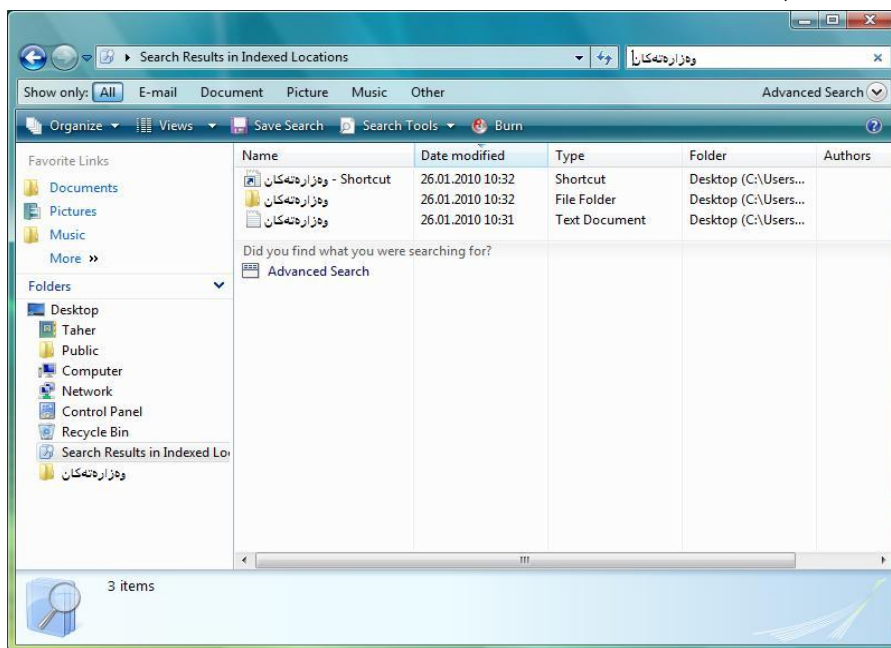 Search Results in Indexed Locations وەزارەتەکان
Show only: All E-mail Document Picture Music Other Advanced Search
Organize Views Save Search Search Tools Burn
Favorite Links
Documents
Pictures
Music
More »
Folders
Desktop
Taher
Public
Computer
Network
Control Panel
Recycle Bin
Search Results in Indexed Lo
وەزارەتەکان
Name Date modified Type Folder Authors
وەزارەتەکان - Shortcut 26.01.2010 10:32 Shortcut Desktop (C:\Users...
وەزارەتەکان 26.01.2010 10:32 File Folder Desktop (C:\Users...
وەزارەتەکان 26.01.2010 10:31 Text Document Desktop (C:\Users...
Did you find what you were searching for?
Advanced Search
3 items